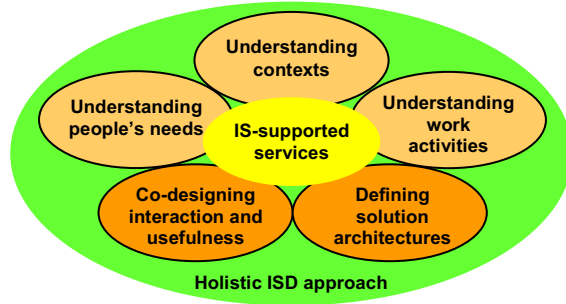 Understanding
contexts
Understanding
people's needs
IS-supported
services
Understanding
work
activities
Co-designing
interaction and
usefulness
Defining
solution
architectures
Holistic ISD approach